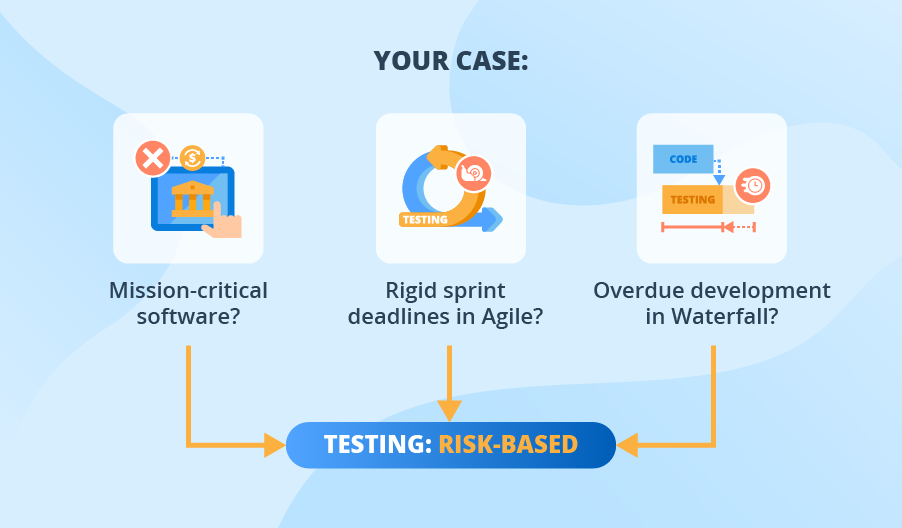 YOUR CASE:
TESTING
CODE
TESTING
Mission-critical
software?
Rigid sprint
deadlines in Agile?
Overdue development
in Waterfall?
TESTING: RISK-BASED